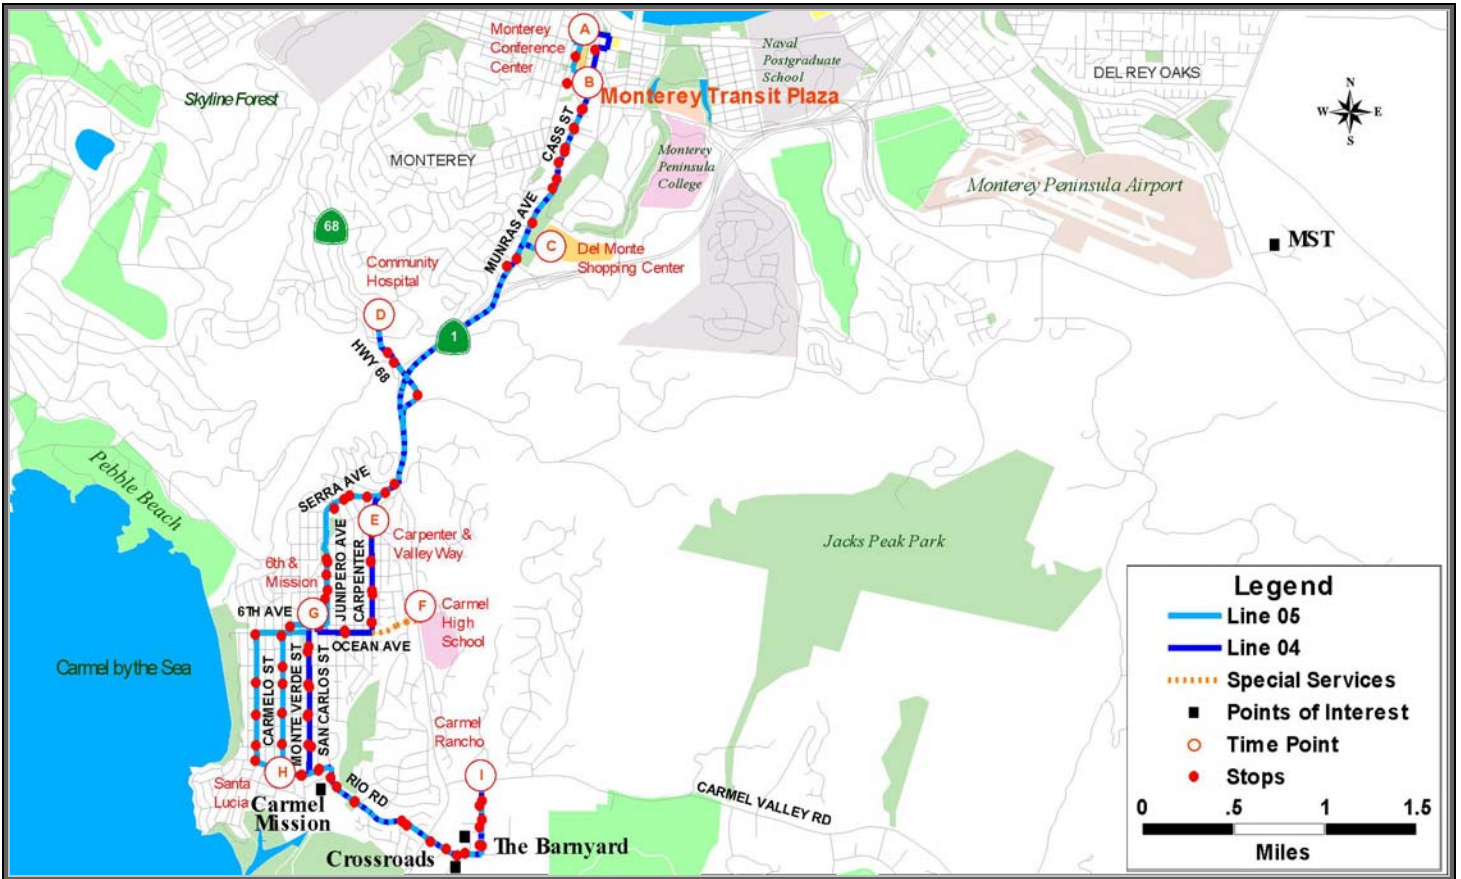 Monterey
Conference
Center
A
B
Monterey Transit Plaza
Naval
Postgraduate
School
DEL REY OAKS
N
W
E
S
Skyline Forest
MONTEREY
CASS ST
Monterey
Peninsula
College
Monterey Peninsula Airport
MST
68
MUNRAS AVE
C
Del Monte
Shopping Center
Community
Hospital
D
1
HWY 68
Pebble Beach
SERRA AVE
E
Carpenter &
Valley Way
JUNIPERO AVE
CARPENTER
6th &
Mission
6TH AVE
G
F
Carmel
High
School
OCEAN AVE
Jacks Peak Park
Carmel by the Sea
CARMELO ST
MONTE VERDE ST
SAN CARLOS ST
Carmel
Rancho
I
H
Santa
Lucia
Carmel
Mission
RIO RD
CARMEL VALLEY RD
The Barnyard
Crossroads
Legend
Line 05
Line 04
Special Services
Points of Interest
Time Point
Stops
0 .5 1 1.5
Miles